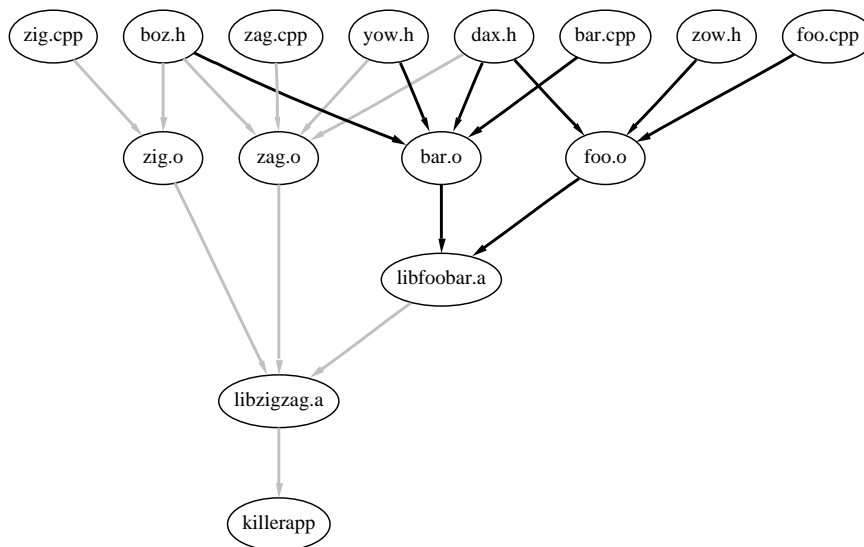 zig.cpp boz.h zag.cpp yow.h dax.h bar.cpp zow.h foo.cpp
zig.o zag.o bar.o foo.o
libfoobar.a
libzigzag.a
killerapp